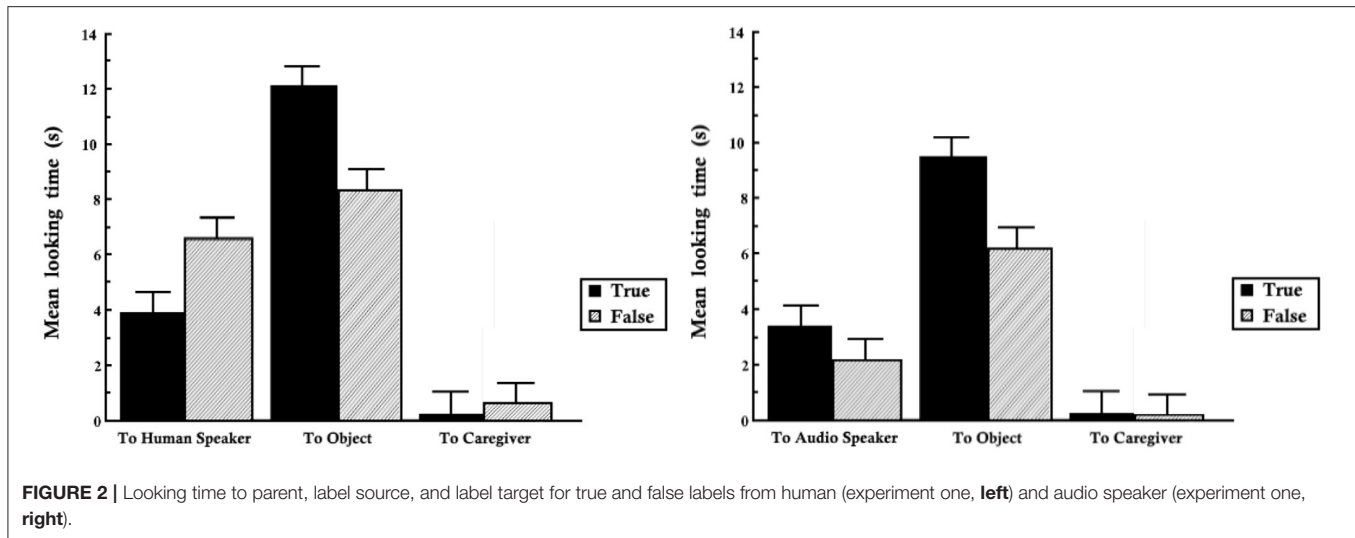 14
12
10
8
6
4
2
0
Mean looking time (s)
True
False
To Human Speaker To Object To Caregiver
14
12
10
8
6
4
2
0
Mean looking time (s)
True
False
To Audio Speaker To Object To Caregiver
FIGURE 2 | Looking time to parent, label source, and label target for true and false labels from human (experiment one, left) and audio speaker (experiment one,
right).